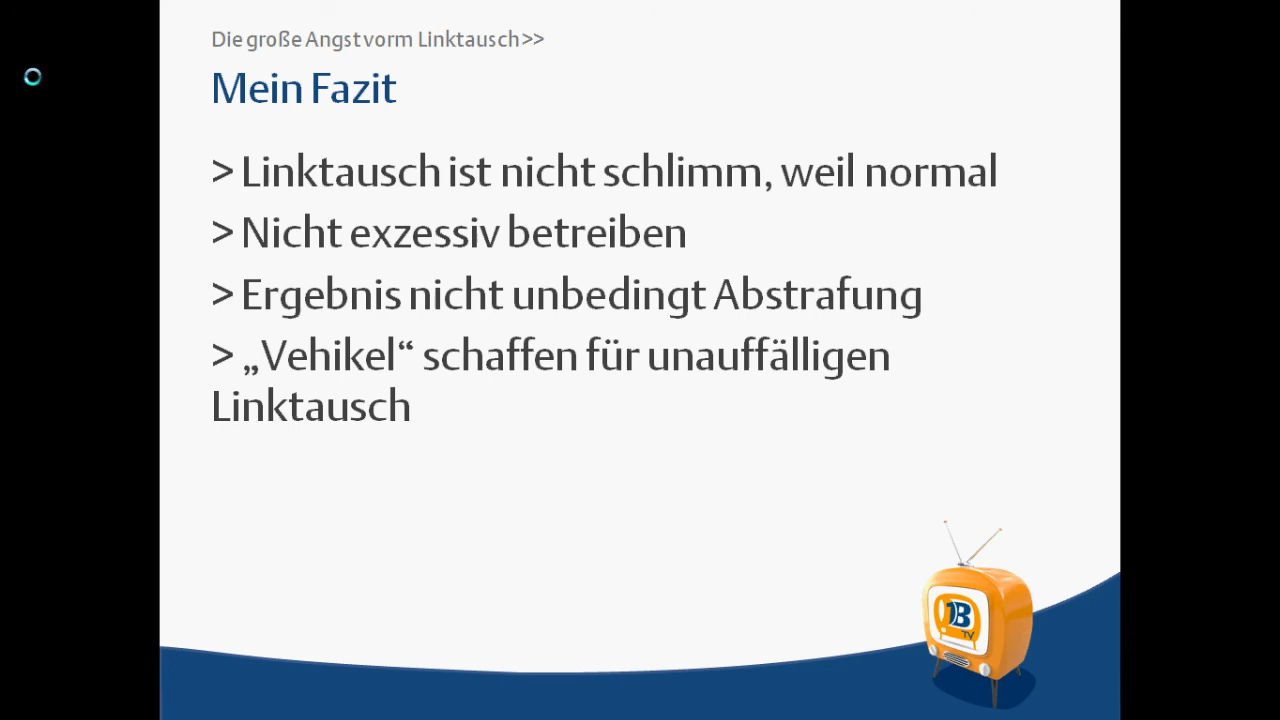 Die große Angst vorm Linktausch>>
Mein Fazit
> Linktausch ist nicht schlimm, weil normal
> Nicht exzessiv betreiben
> Ergebnis nicht unbedingt Abstrafung
> „Vehikel“ schaffen für unauffälligen
Linktausch
TV